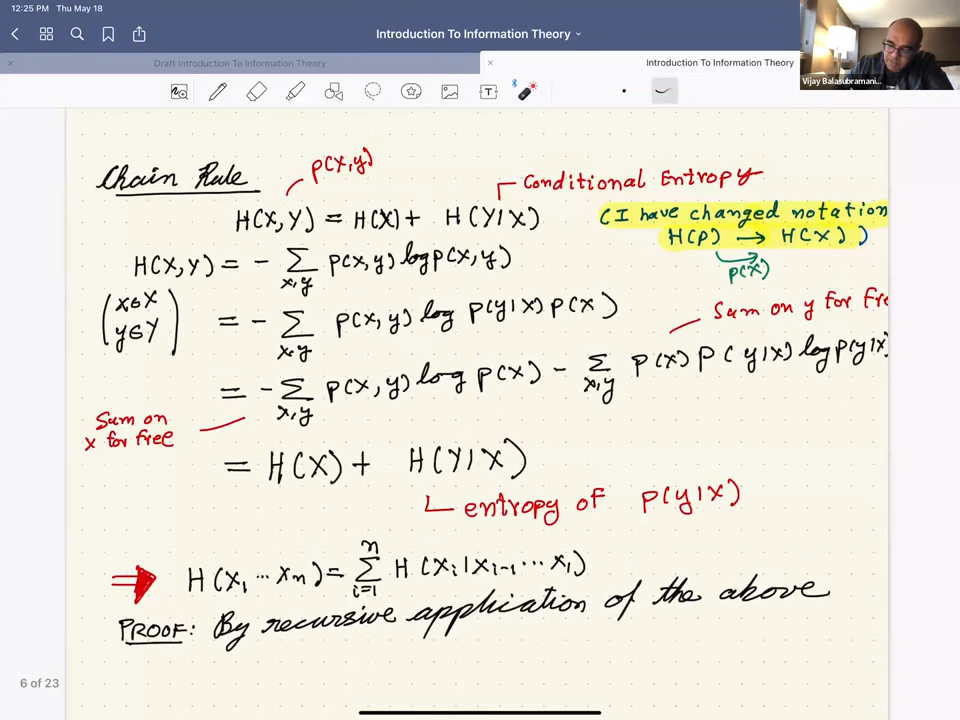 12:25 PM Thu May 18
Introduction To Information Theory
Draft Introduction To Information Theory
Introduction To Information Theory
Vijay Balasubramani...
Chain Rule
P(x,y)
Conditional Entropy
H(X,Y) = H(X) + H(Y|X)
(I have changed notation
H(p) → H(X))
p(x)
H(X,Y) = - ∑ p(x,y) log p(x,y)
x,y
(x∈X
y∈Y)
= - ∑ p(x,y) log p(y|x) p(x)
x,y
Sum on y for fre
= - ∑ p(x,y) log p(x) - ∑ p(x) p(y|x) log p(y|x
x,y x,y
Sum on
x for free
= H(X) + H(Y|X)
entropy of p(y|x)
⇒ H(x₁ ... xₙ) = ∑ⁿᵢ₌₁ H(xᵢ|xᵢ₋₁ ... x₁)
PROOF: By recursive application of the above
6 of 23